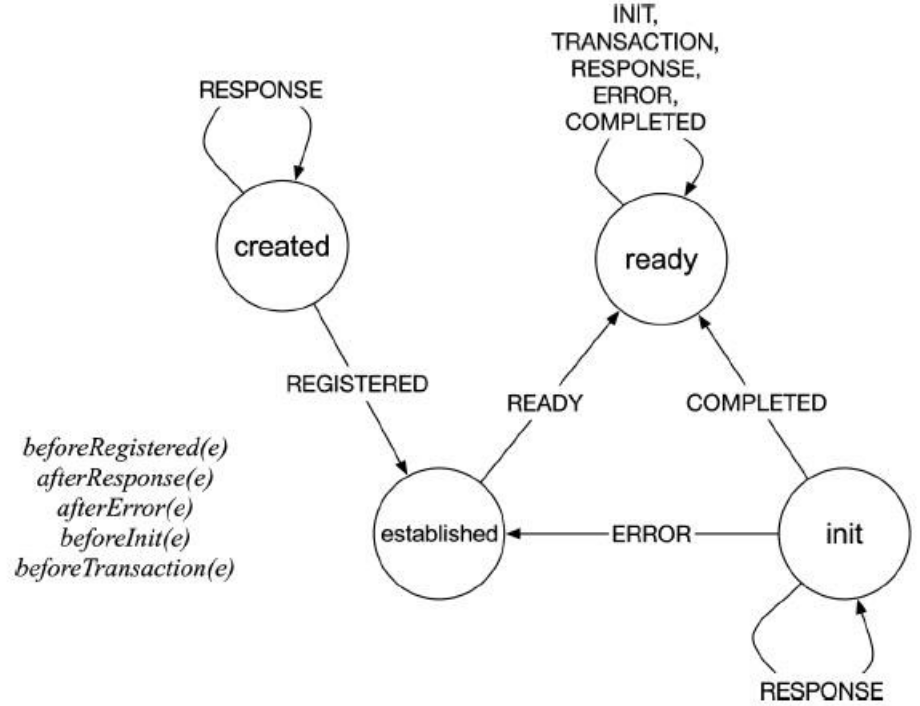 INIT,
TRANSACTION,
RESPONSE,
ERROR,
COMPLETED
RESPONSE
created
ready
REGISTERED
READY
COMPLETED
beforeRegistered(e)
afterResponse(e)
afterError(e)
beforeInit(e)
beforeTransaction(e)
established
ERROR
init
RESPONSE